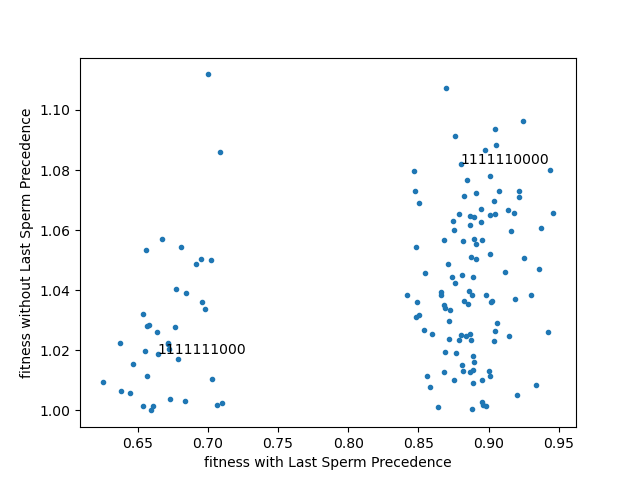 1.10
1.08
1.06
1.04
1.02
1.00
fitness without Last Sperm Precedence
1111110000
1111111000
0.65 0.70 0.75 0.80 0.85 0.90 0.95
fitness with Last Sperm Precedence